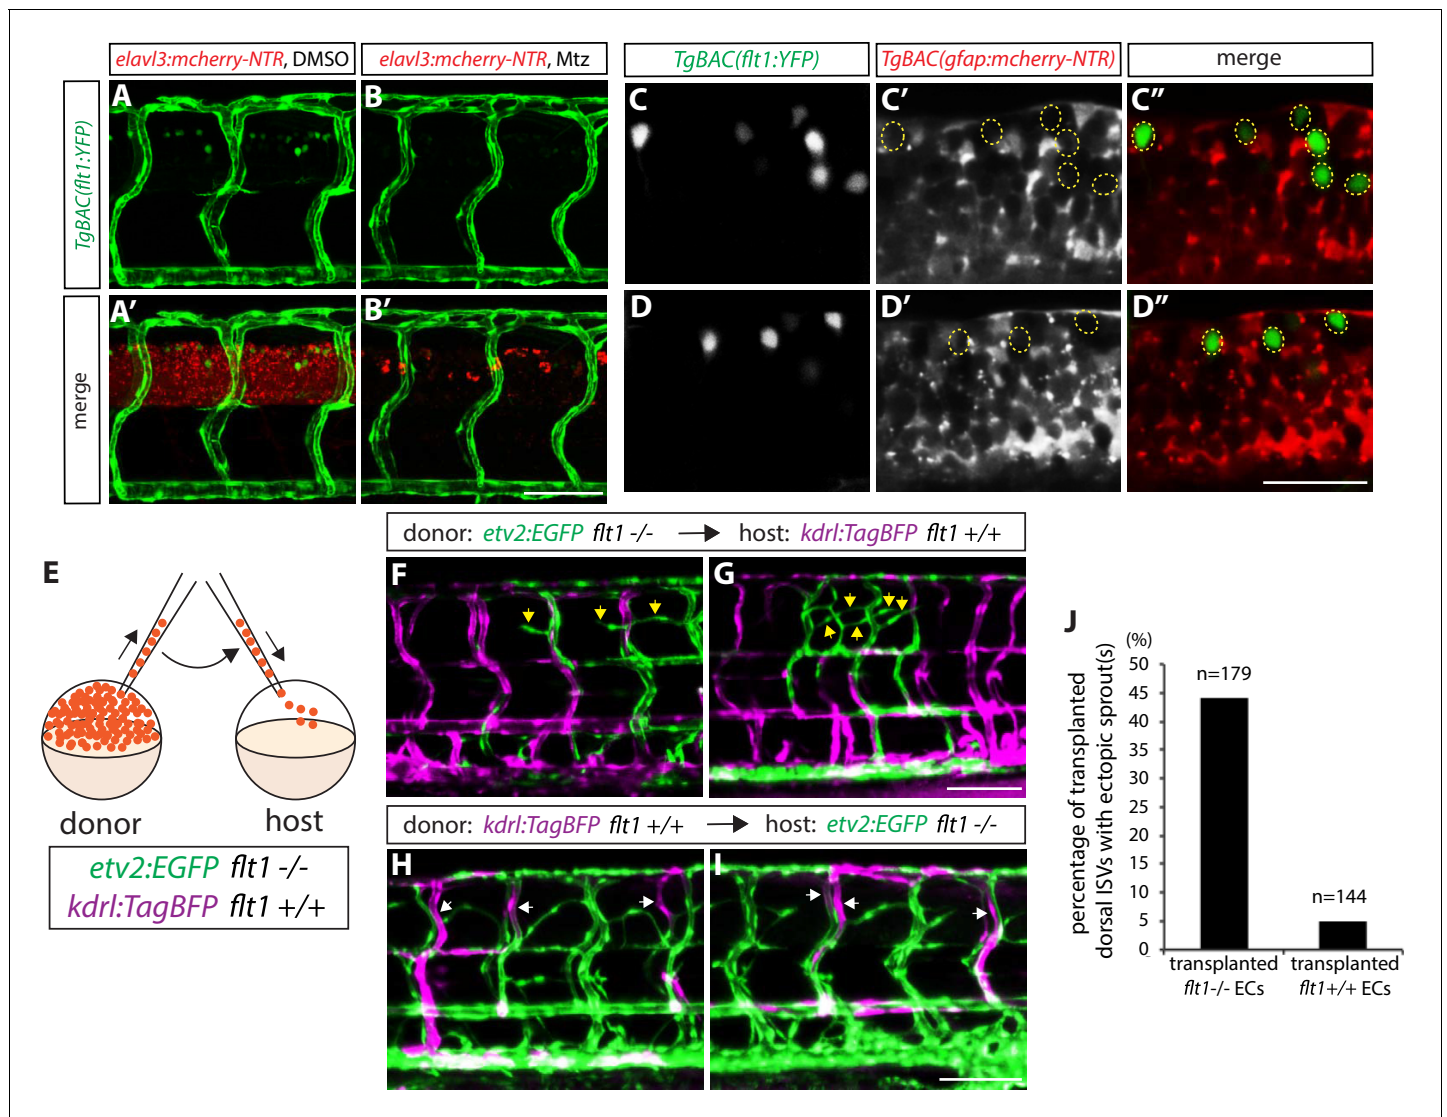 elavl3:mcherry-NTR, DMSO
elavl3:mcherry-NTR, Mtz
TgBAC(flt1:YFP)
TgBAC(gfap:mcherry-NTR)
merge
TgBAC(flt1:YFP)
merge
A
B
C
C′
C″
A′
B′
D
D′
D″
donor: etv2:EGFP flt1 -/- → host: kdrl:TagBFP flt1 +/+
E
F
G
donor
host
etv2:EGFP flt1 -/-
kdrl:TagBFP flt1 +/+
donor: kdrl:TagBFP flt1 +/+ → host: etv2:EGFP flt1 -/-
H
I
J
(%)
percentage of transplanted
dorsal ISVs with ectopic sprout(s)
50
45
40
35
30
25
20
15
10
5
0
n=179
n=144
transplanted
flt1-/- ECs
transplanted
flt1+/+ ECs